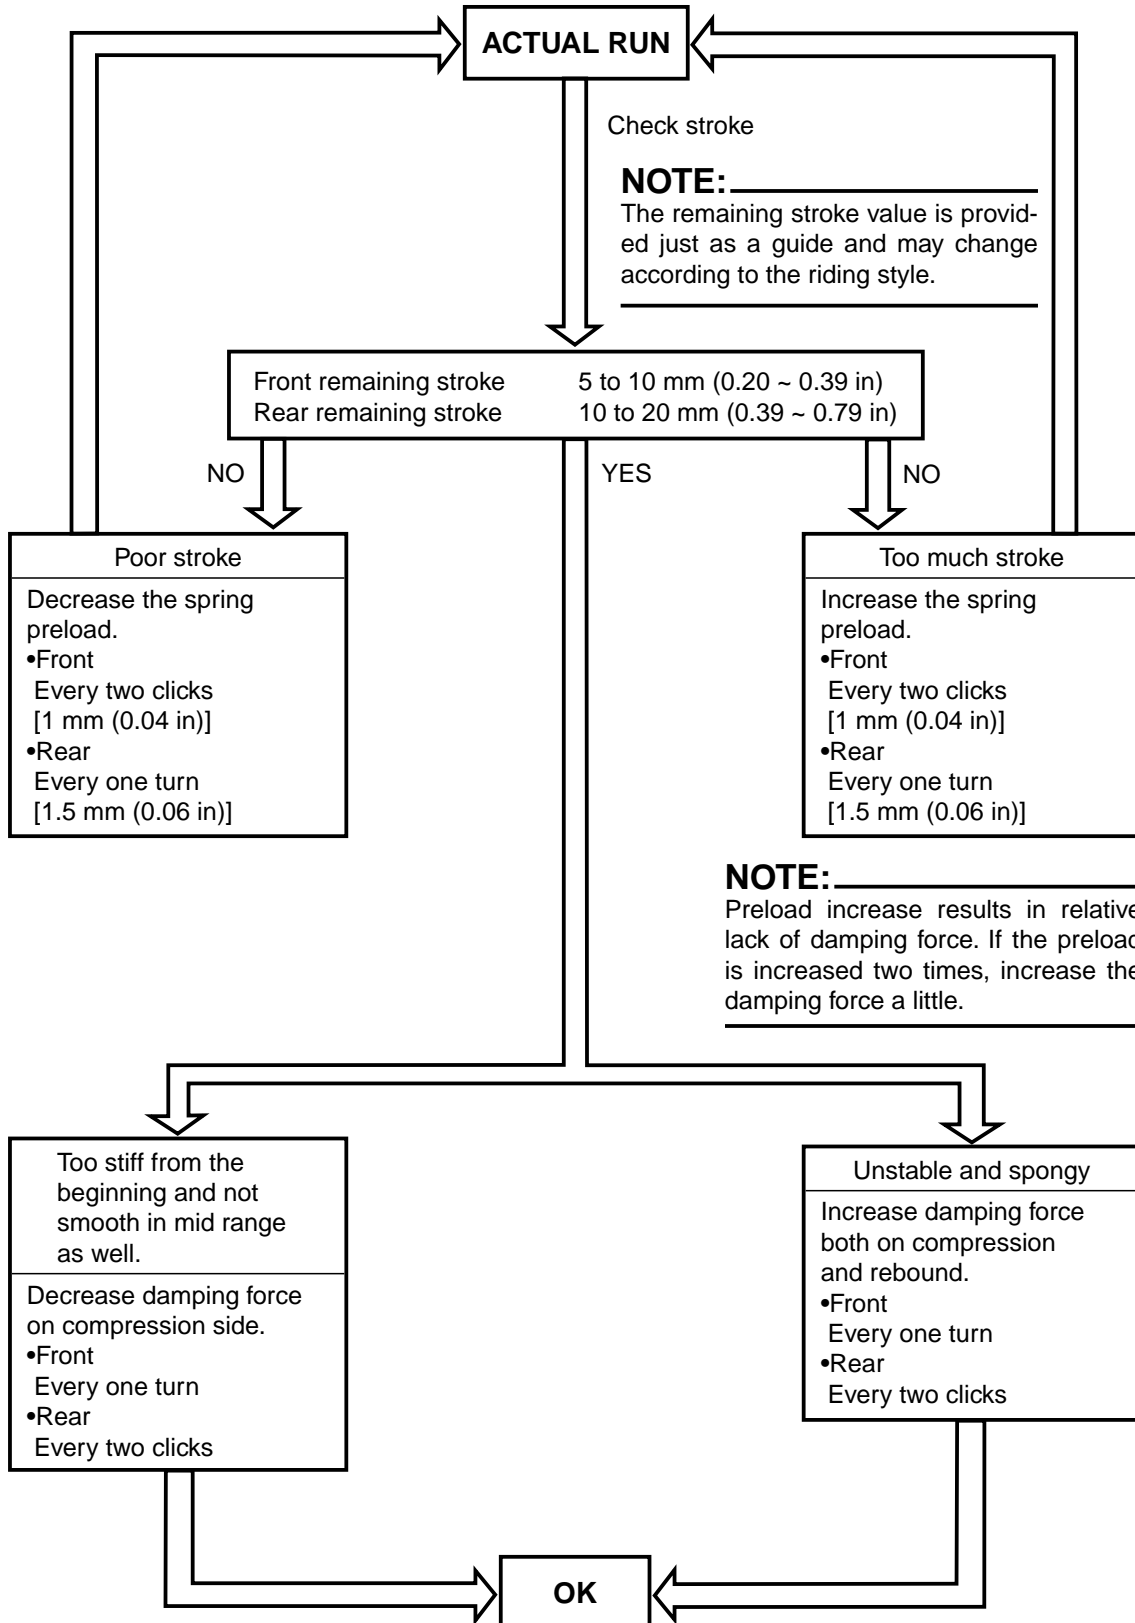 ACTUAL RUN
Check stroke
NOTE:
The remaining stroke value is provid-
ed just as a guide and may change
according to the riding style.
Front remaining stroke 5 to 10 mm (0.20 ~ 0.39 in)
Rear remaining stroke 10 to 20 mm (0.39 ~ 0.79 in)
NO
YES
NO
Poor stroke
Decrease the spring
preload.
•Front
Every two clicks
[1 mm (0.04 in)]
•Rear
Every one turn
[1.5 mm (0.06 in)]
Too much stroke
Increase the spring
preload.
•Front
Every two clicks
[1 mm (0.04 in)]
•Rear
Every one turn
[1.5 mm (0.06 in)]
NOTE:
Preload increase results in relative
lack of damping force. If the preload
is increased two times, increase the
damping force a little.
Too stiff from the
beginning and not
smooth in mid range
as well.
Decrease damping force
on compression side.
•Front
Every one turn
•Rear
Every two clicks
Unstable and spongy
Increase damping force
both on compression
and rebound.
•Front
Every one turn
•Rear
Every two clicks
OK